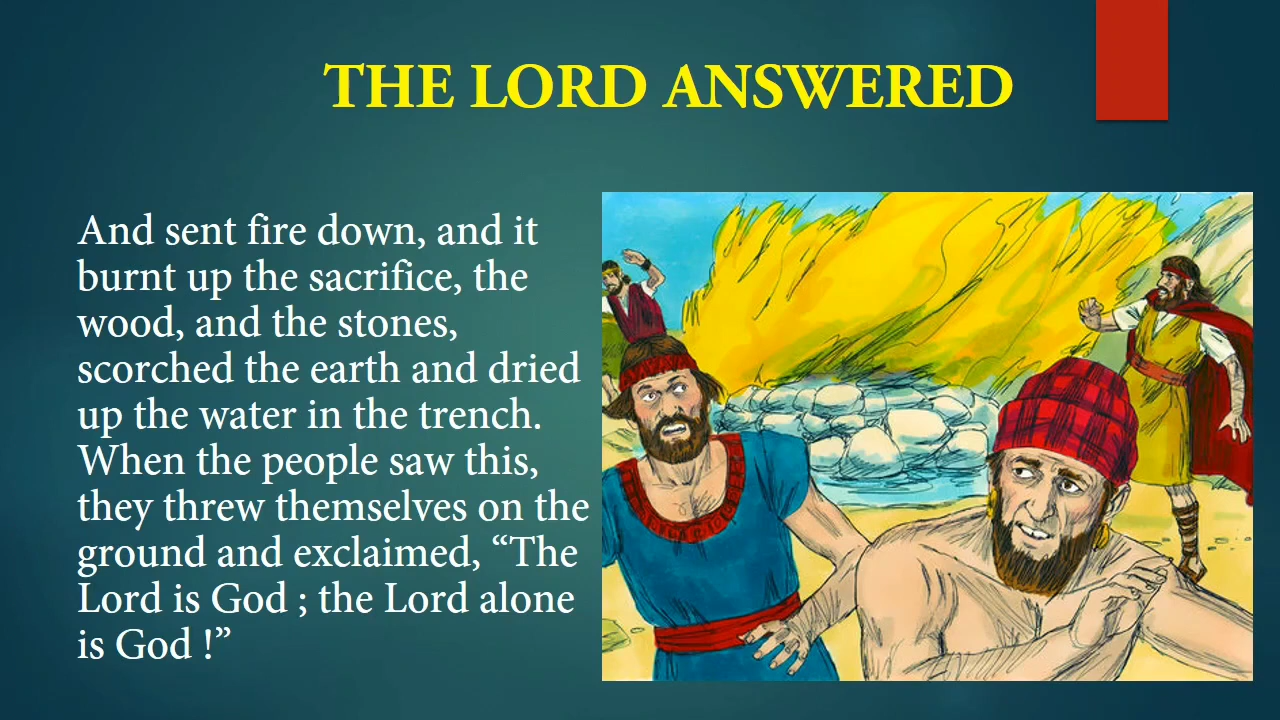 THE LORD ANSWERED
And sent fire down, and it
burnt up the sacrifice, the
wood, and the stones,
scorched the earth and dried
up the water in the trench.
When the people saw this,
they threw themselves on the
ground and exclaimed, “The
Lord is God ; the Lord alone
is God !”